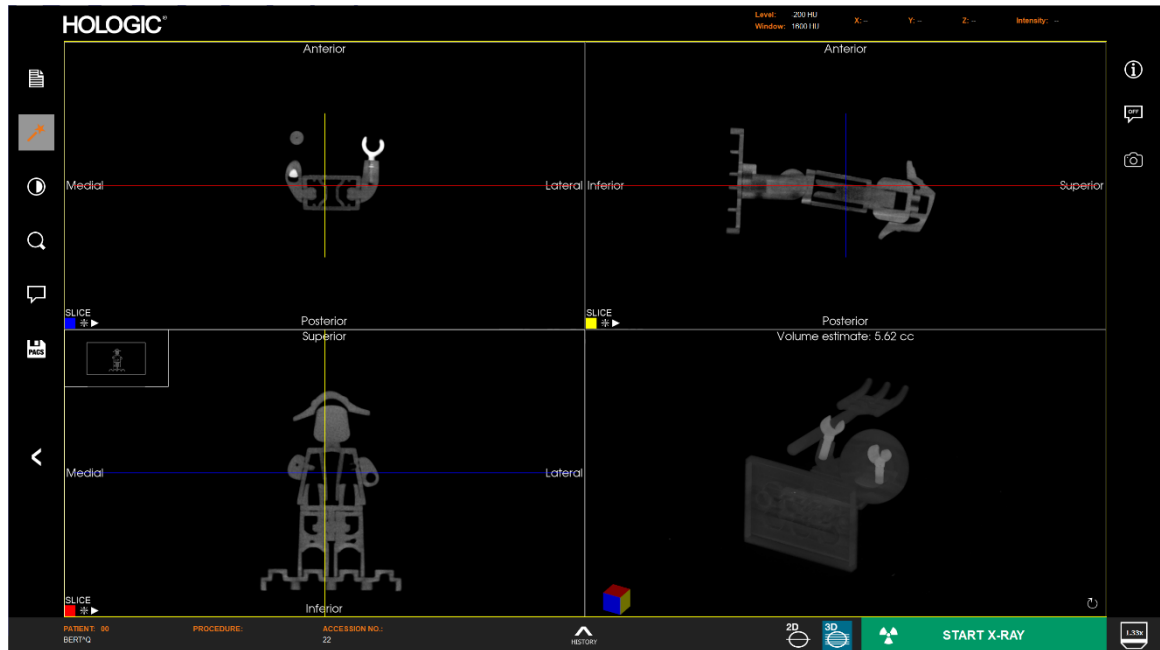 HOLOGIC®
Level: -200 HU
Window: 1600 HU
X: --
Y: --
Z: --
Intensity: --
Anterior
Anterior
OFF
Medial
Lateral
Inferior
Superior
SLICE
Posterior
SLICE
Posterior
Superior
Volume estimate: 5.62 cc
PACS
Medial
Lateral
SLICE
Inferior
PATIENT: 00
PROCEDURE:
ACCESSION NO.:
BERT^Q
22
HISTORY
2D
3D
START X-RAY
1.33x